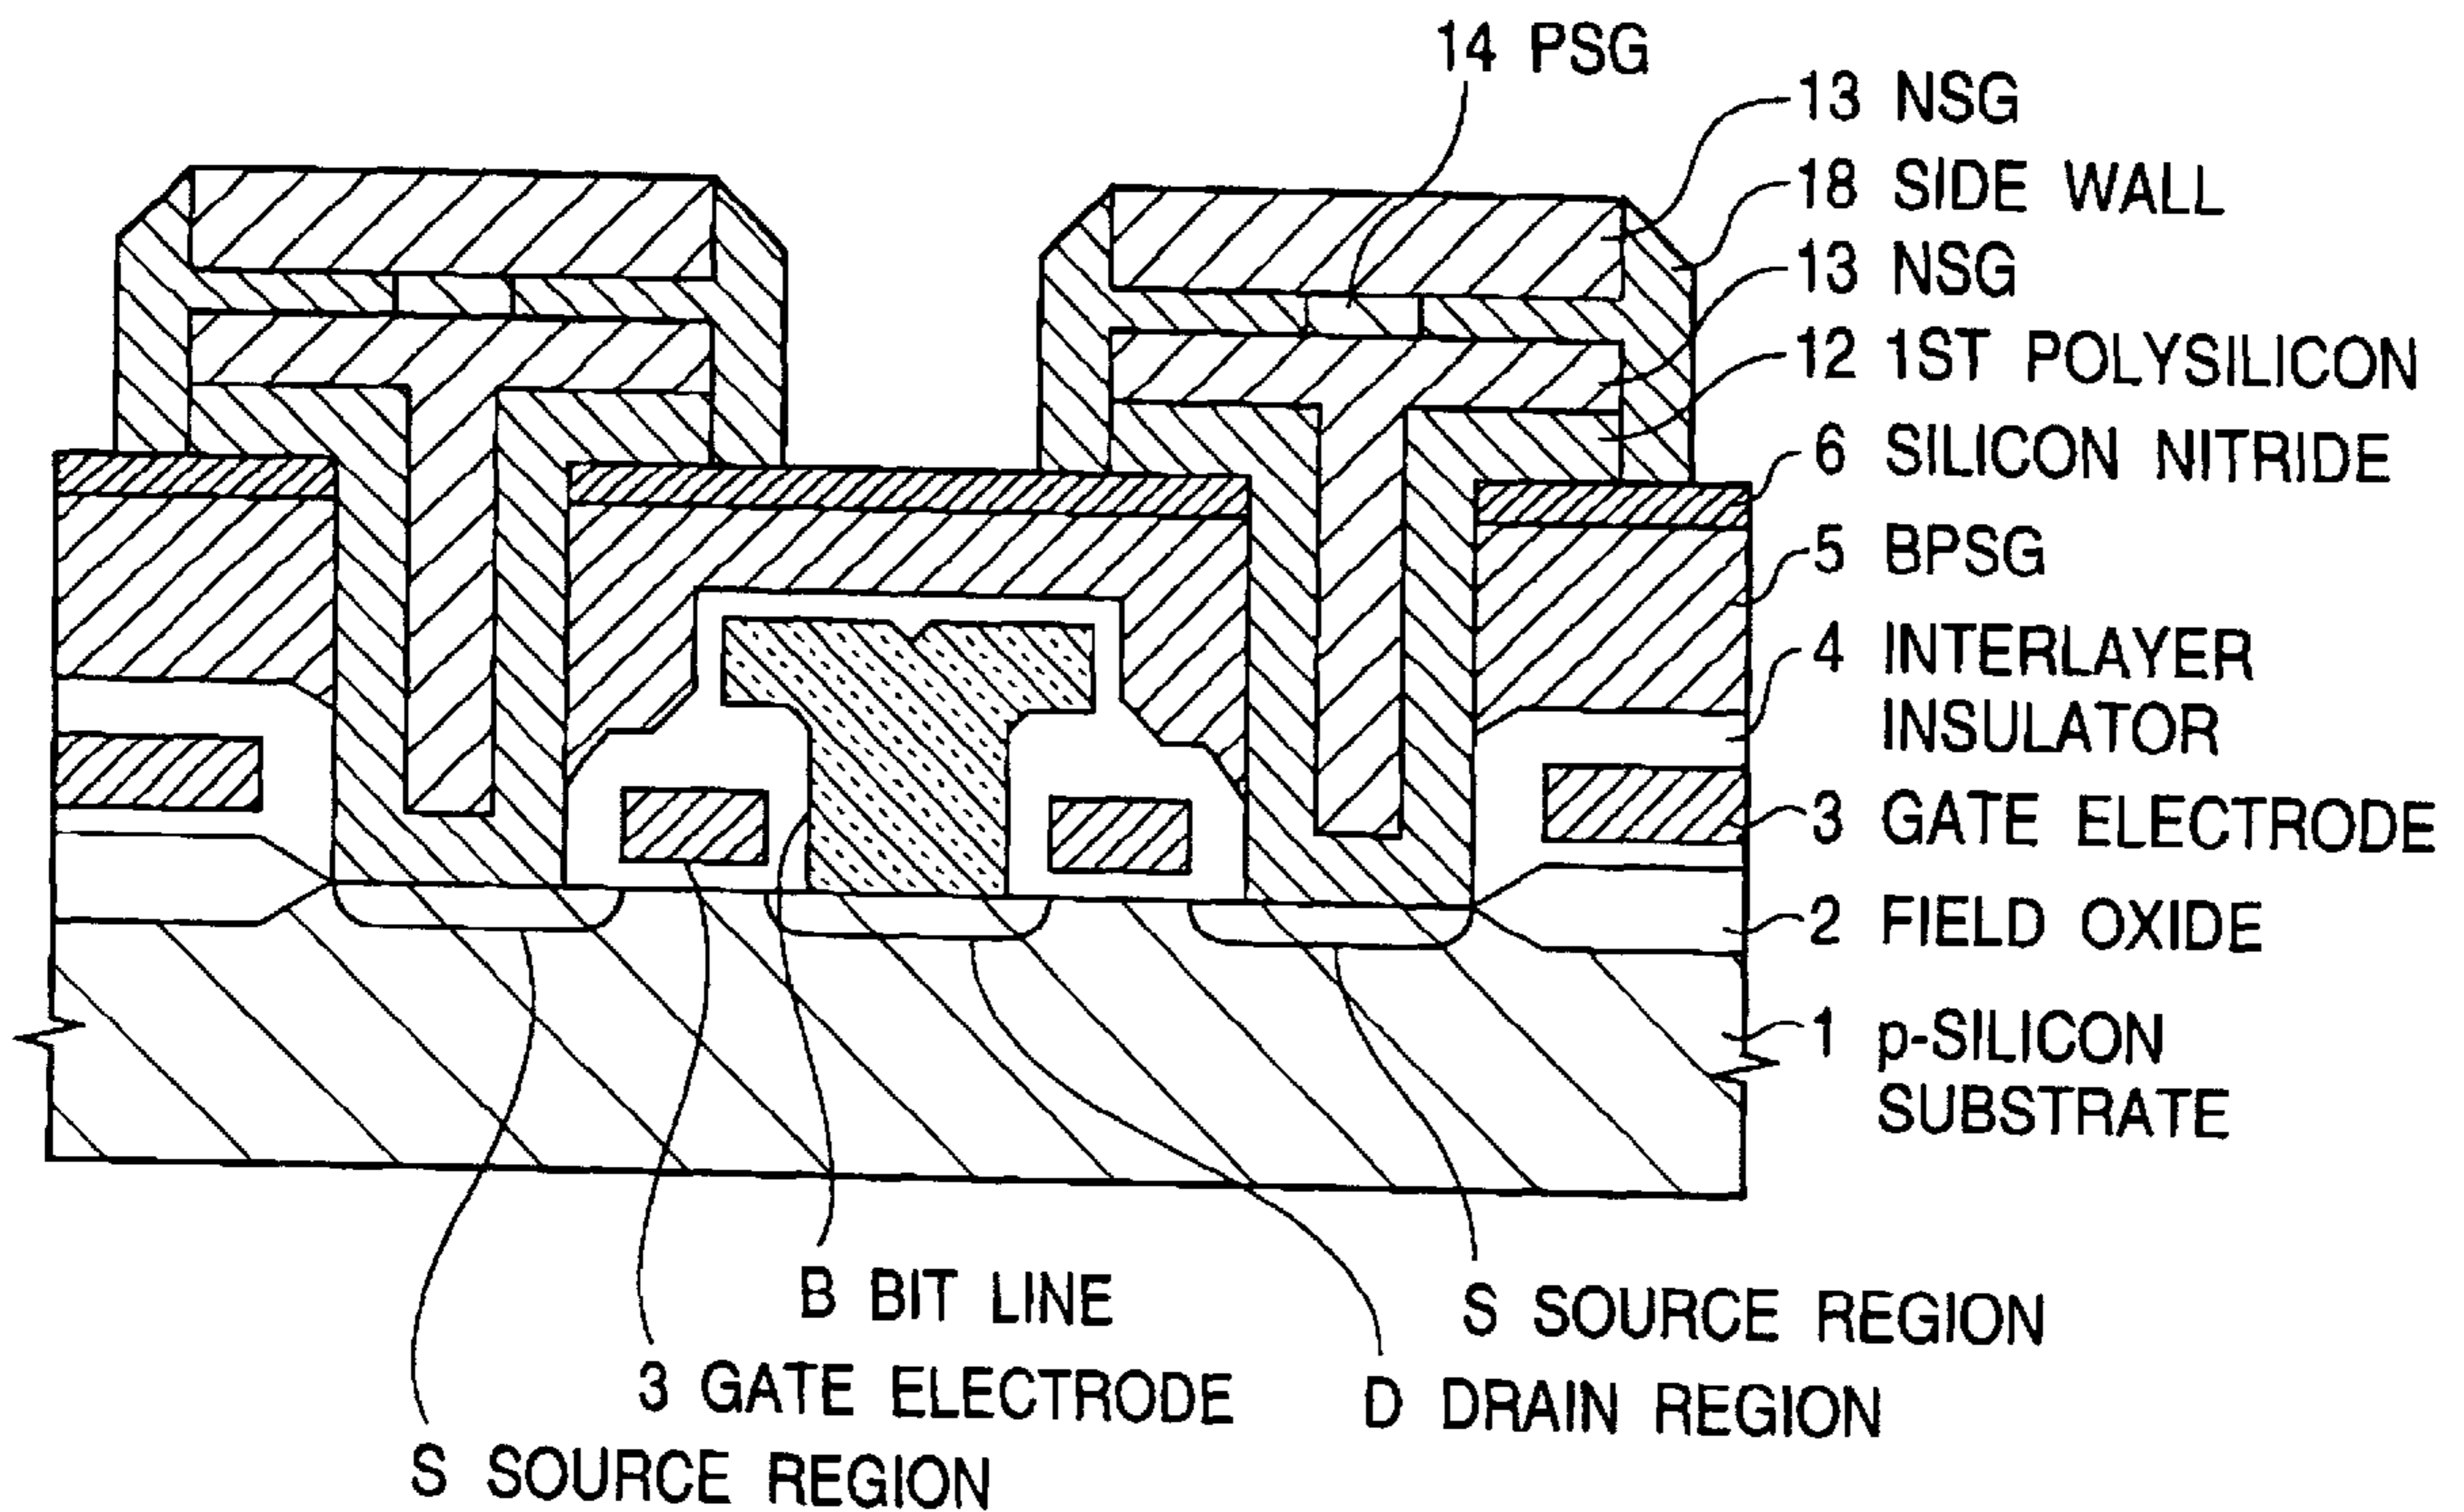 14 PSG
13 NSG
18 SIDE WALL
13 NSG
12 1ST POLYSILICON
6 SILICON NITRIDE
5 BPSG
4 INTERLAYER
INSULATOR
3 GATE ELECTRODE
2 FIELD OXIDE
1 p-SILICON
SUBSTRATE
B BIT LINE
S SOURCE REGION
3 GATE ELECTRODE
D DRAIN REGION
S SOURCE REGION